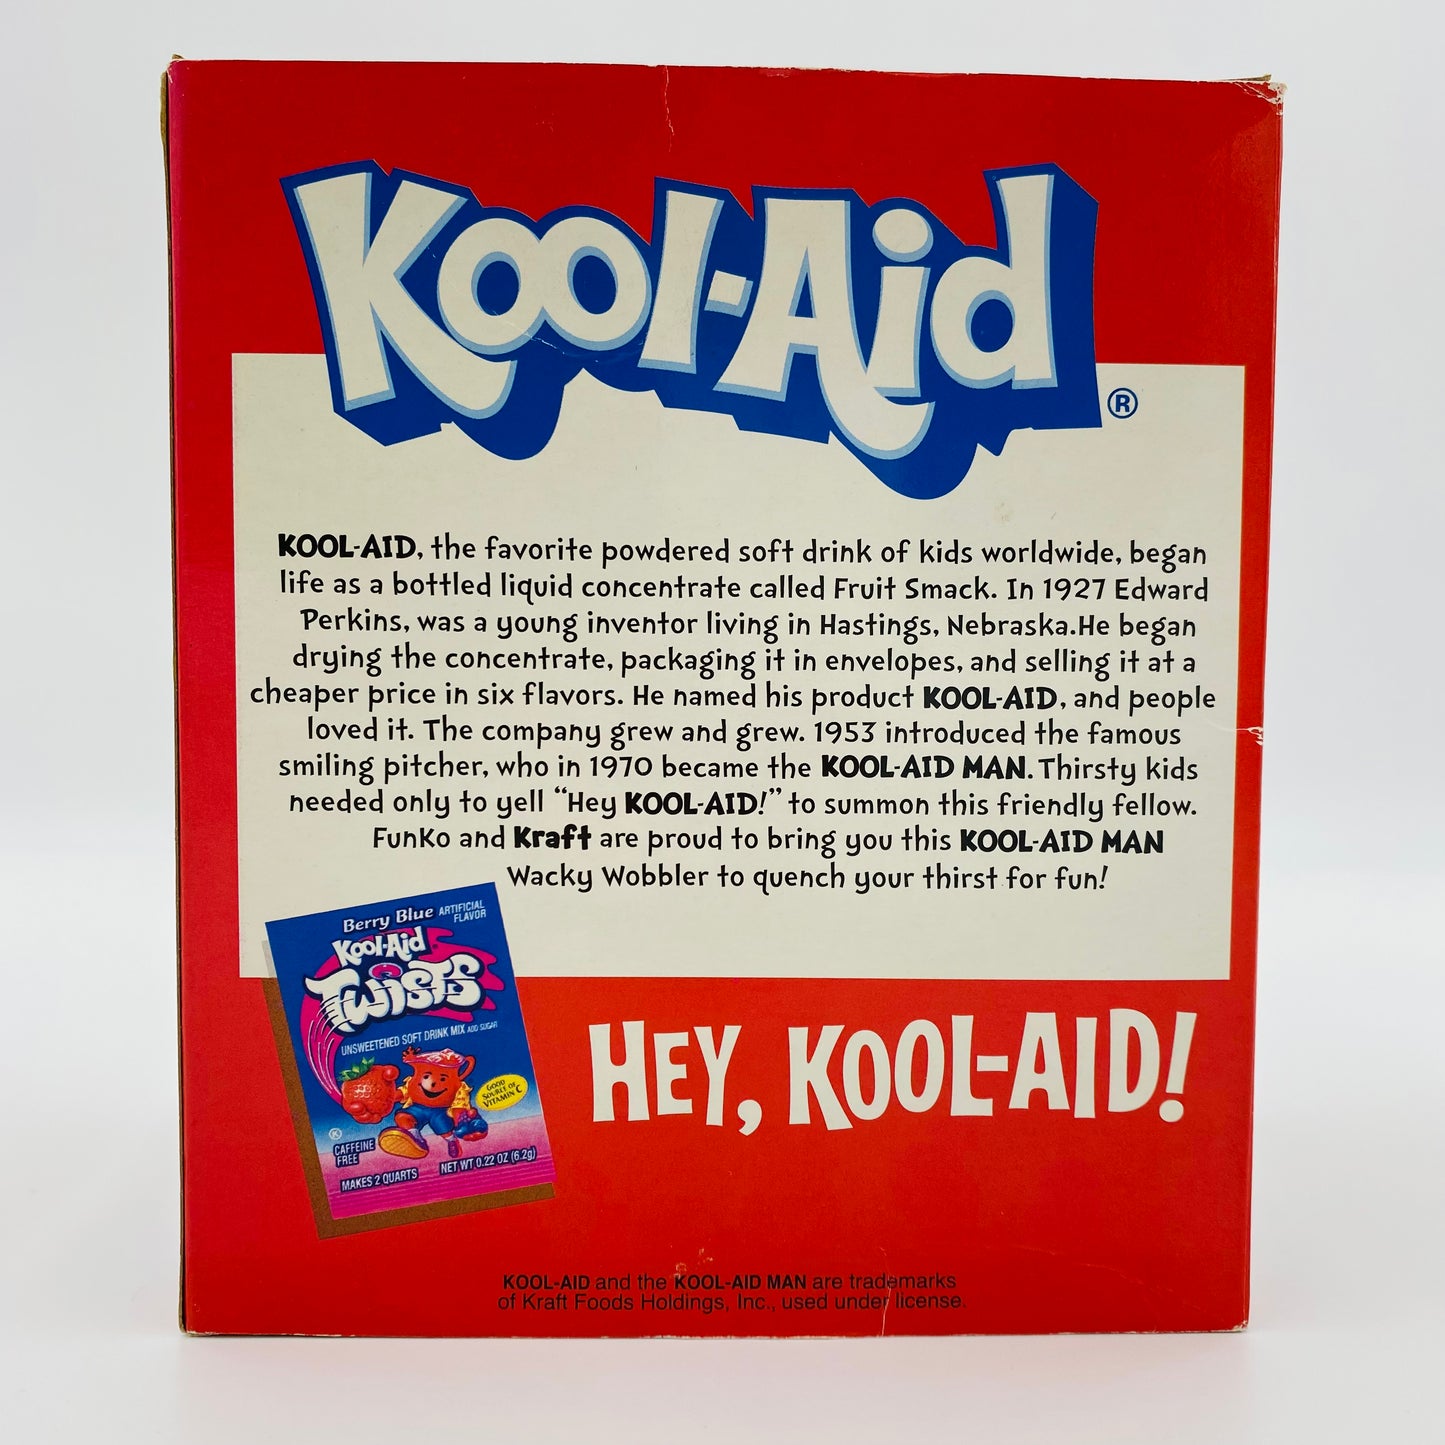 Kool-Aid®
KOOL-AID, the favorite powdered soft drink of kids worldwide, began
life as a bottled liquid concentrate called Fruit Smack. In 1927 Edward
Perkins, was a young inventor living in Hastings, Nebraska.He began
drying the concentrate, packaging it in envelopes, and selling it at a
cheaper price in six flavors. He named his product KOOL-AID, and people
loved it. The company grew and grew. 1953 introduced the famous
smiling pitcher, who in 1970 became the KOOL-AID MAN. Thirsty kids
needed only to yell “Hey KOOL-AID!” to summon this friendly fellow.
FunKo and Kraft are proud to bring you this KOOL-AID MAN
Wacky Wobbler to quench your thirst for fun!
Berry Blue ARTIFICIAL
FLAVOR
Kool-Aid
TWISTS
UNSWEETENED SOFT DRINK MIX ADD SUGAR
GOOD
SOURCE OF
VITAMIN C
K
CAFFEINE
FREE
MAKES 2 QUARTS NET WT 0.22 OZ (6.2g)
HEY, KOOL-AID!
KOOL-AID and the KOOL-AID MAN are trademarks
of Kraft Foods Holdings, Inc., used under license.